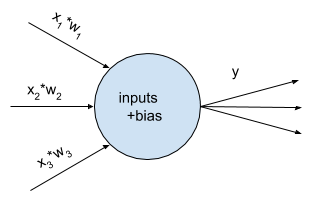 x₁*w₁
x₂*w₂
x₃*w₃
inputs
+bias
y